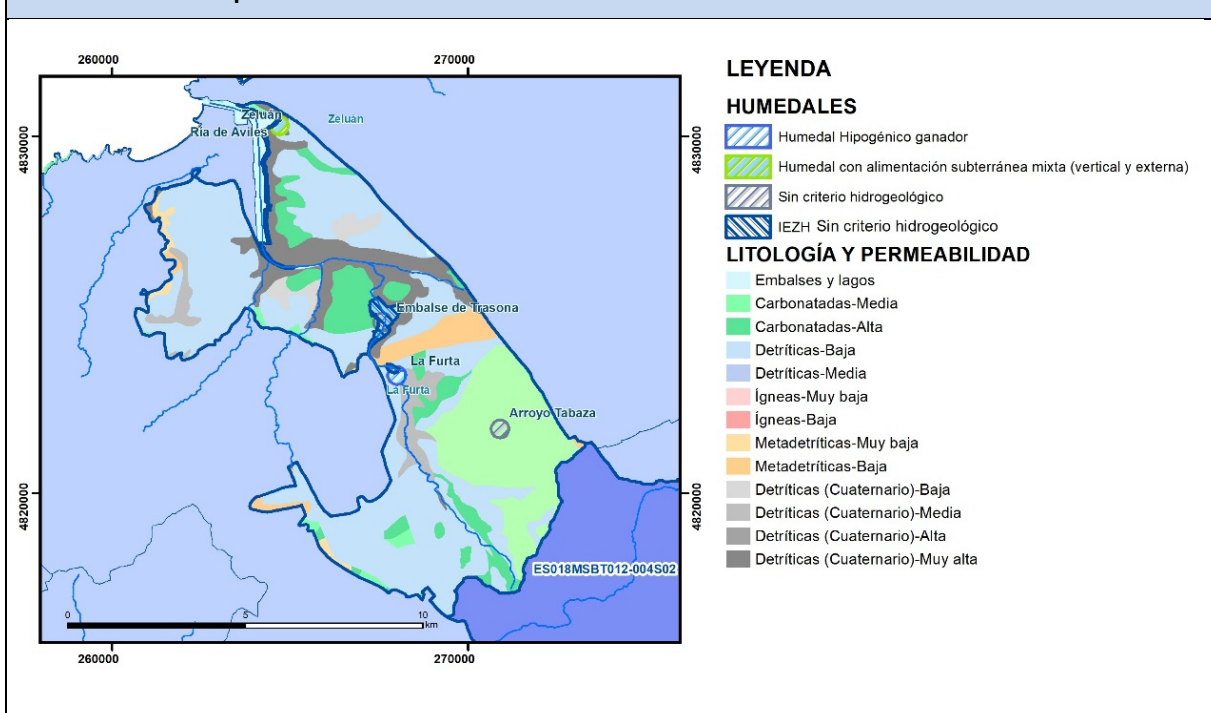 260000
270000
4830000
4830000
4820000
4820000
Zeluán
Zeluán
Ría de Avilés
Embalse de Trasona
La Furta
La Furta
Arroyo Tabaza
ES018MSBT012-004S02
0
5
10
km
260000
270000
LEYENDA
HUMEDALES
Humedal Hipogénico ganador
Humedal con alimentación subterránea mixta (vertical y externa)
Sin criterio hidrogeológico
IEZH Sin criterio hidrogeológico
LITOLOGÍA Y PERMEABILIDAD
Embalses y lagos
Carbonatadas-Media
Carbonatadas-Alta
Detríticas-Baja
Detríticas-Media
Ígneas-Muy baja
Ígneas-Baja
Metadetríticas-Muy baja
Metadetríticas-Baja
Detríticas (Cuaternario)-Baja
Detríticas (Cuaternario)-Media
Detríticas (Cuaternario)-Alta
Detríticas (Cuaternario)-Muy alta